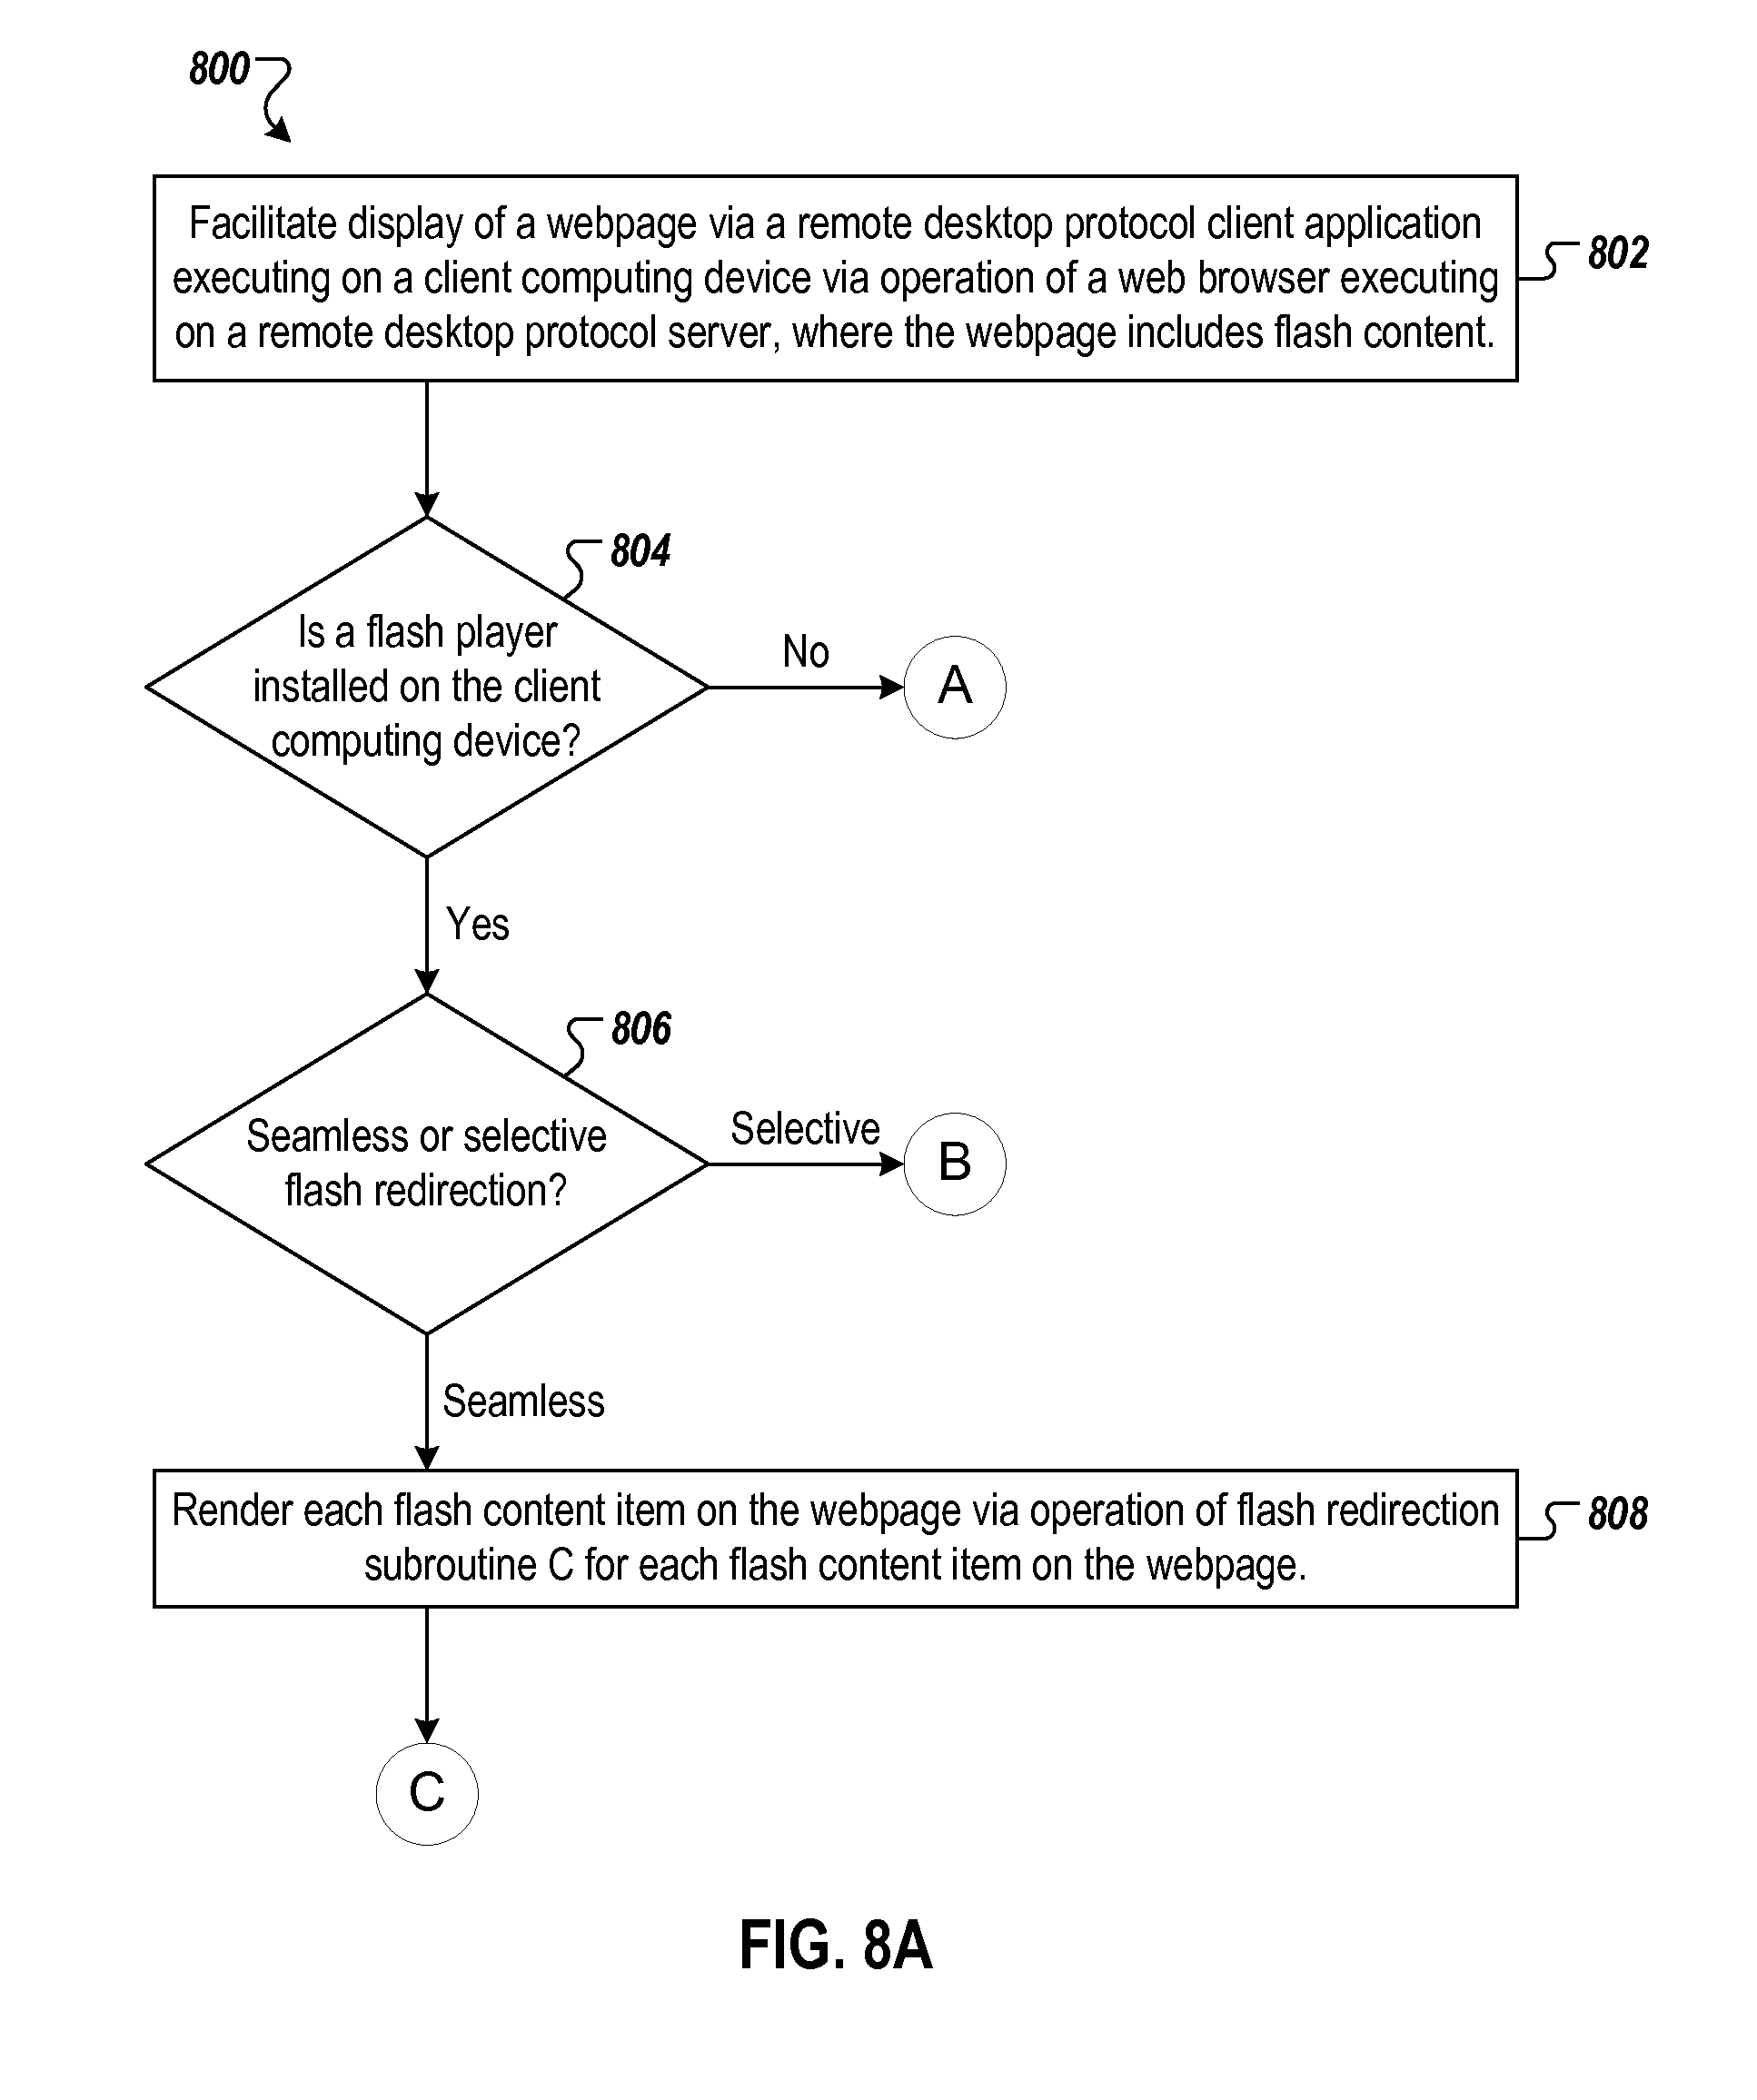 800
Facilitate display of a webpage via a remote desktop protocol client application
executing on a client computing device via operation of a web browser executing
on a remote desktop protocol server, where the webpage includes flash content.
802
804
Is a flash player
installed on the client
computing device?
No
A
Yes
806
Seamless or selective
flash redirection?
Selective
B
Seamless
Render each flash content item on the webpage via operation of flash redirection
subroutine C for each flash content item on the webpage.
808
C
FIG. 8A